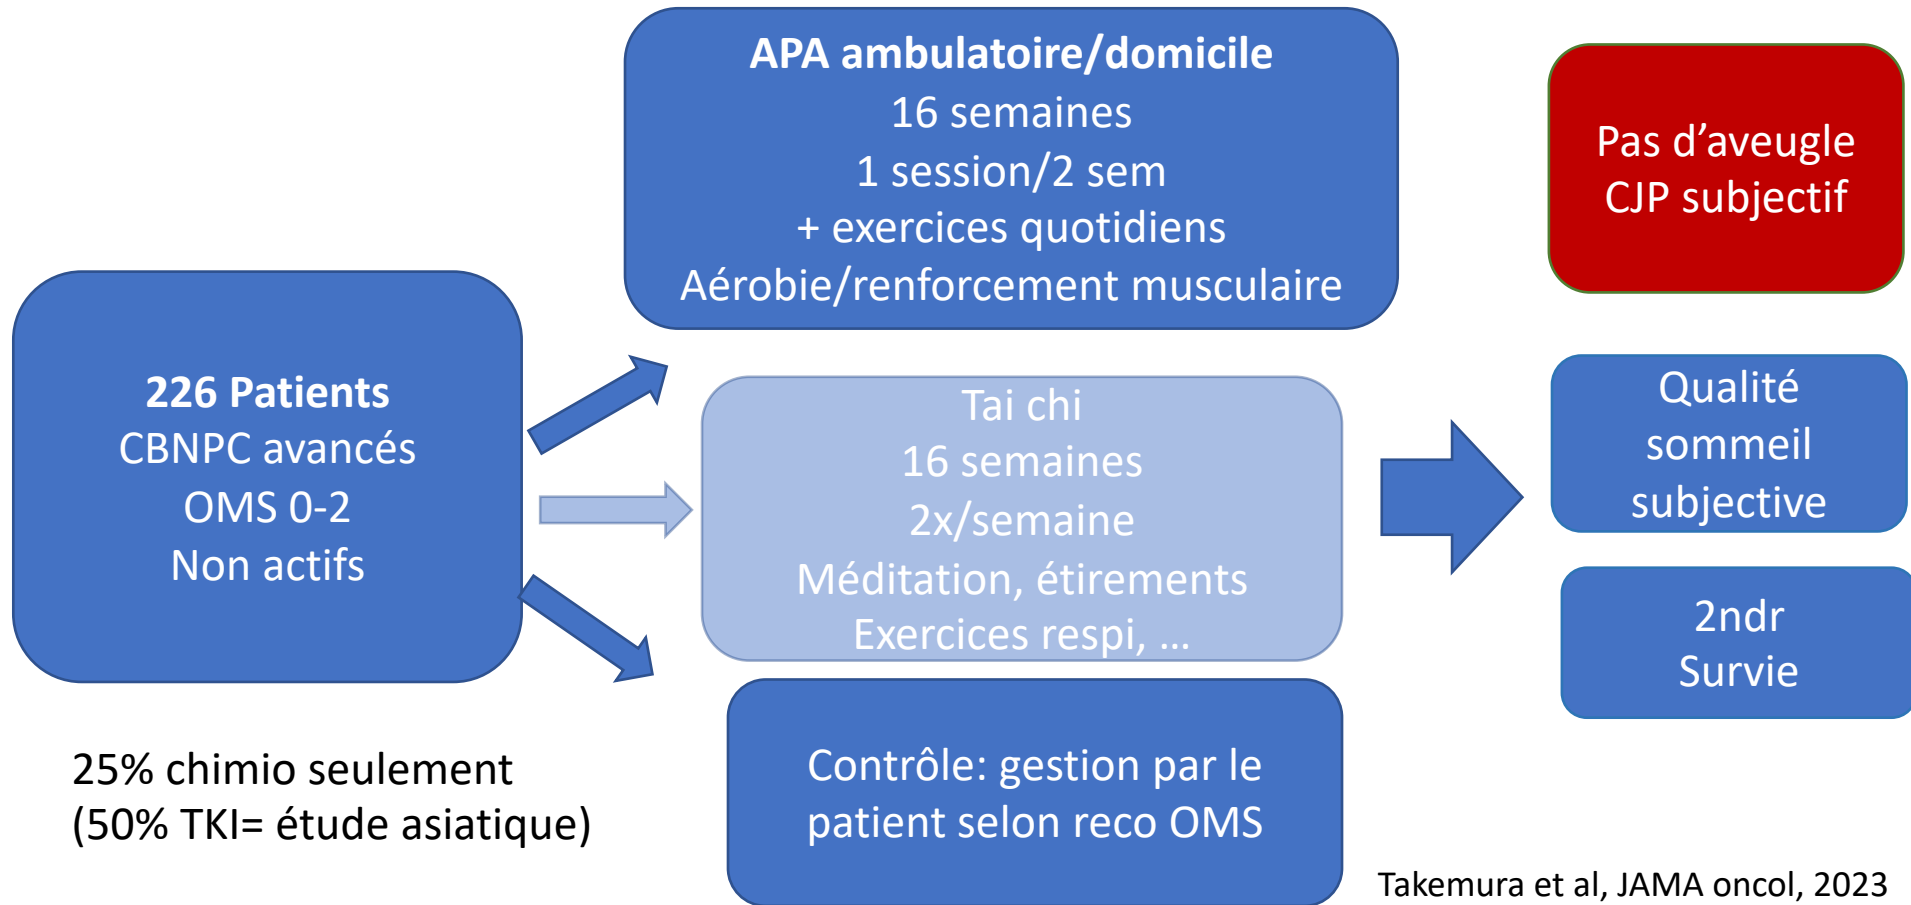 226 Patients
CBNPC avancés
OMS 0-2
Non actifs
25% chimio seulement
(50% TKI= étude asiatique)
APA ambulatoire/domicile
16 semaines
1 session/2 sem
+ exercices quotidiens
Aérobie/renforcement musculaire
Tai chi
16 semaines
2x/semaine
Méditation, étirements
Exercices respi, …
Contrôle: gestion par le
patient selon reco OMS
Pas d’aveugle
CJP subjectif
Qualité
sommeil
subjective
2ndr
Survie
Takemura et al, JAMA oncol, 2023